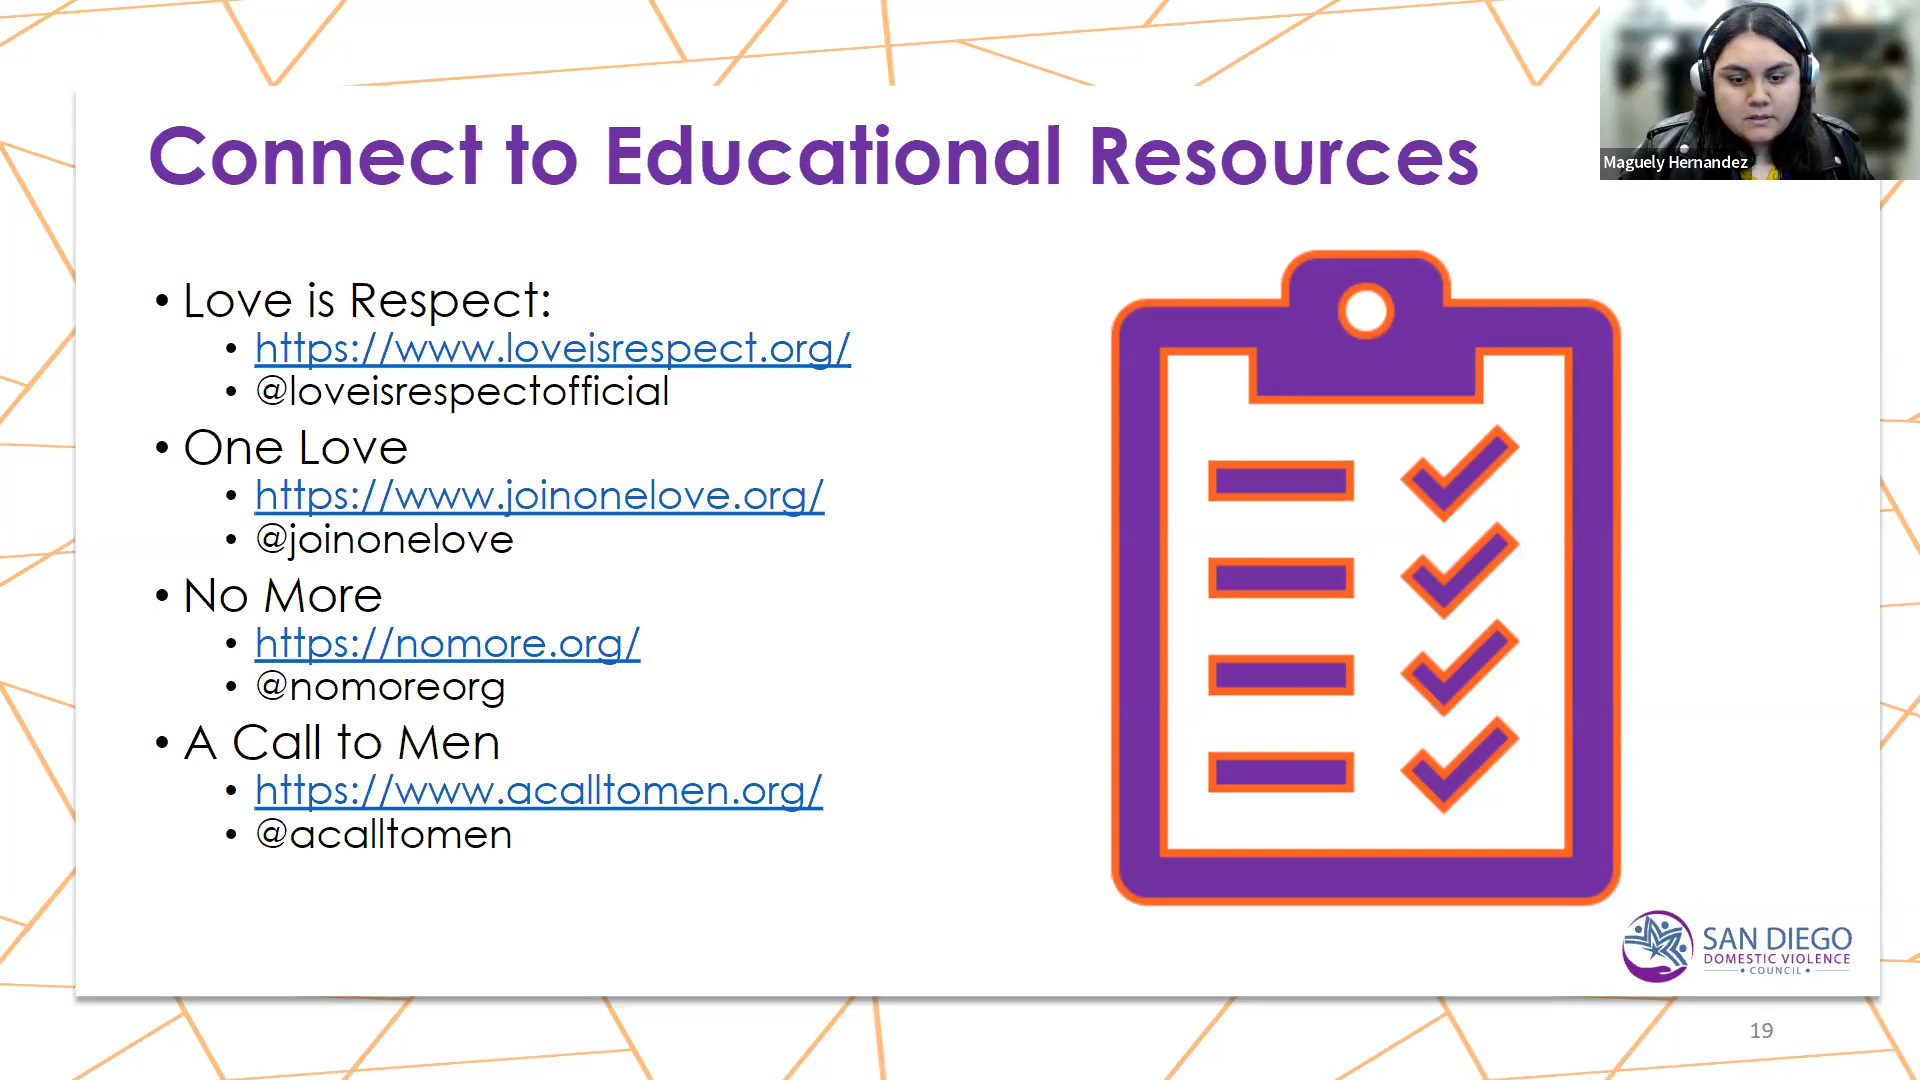 Connect to Educational Resources
Maguely Hernandez
• Love is Respect:
• https://www.loveisrespect.org/
• @loveisrespectofficial
• One Love
• https://www.joinonelove.org/
• @joinonelove
• No More
• https://nomore.org/
• @nomoreorg
• A Call to Men
• https://www.acalltomen.org/
• @acalltomen
SAN DIEGO
DOMESTIC VIOLENCE
• COUNCIL •
19